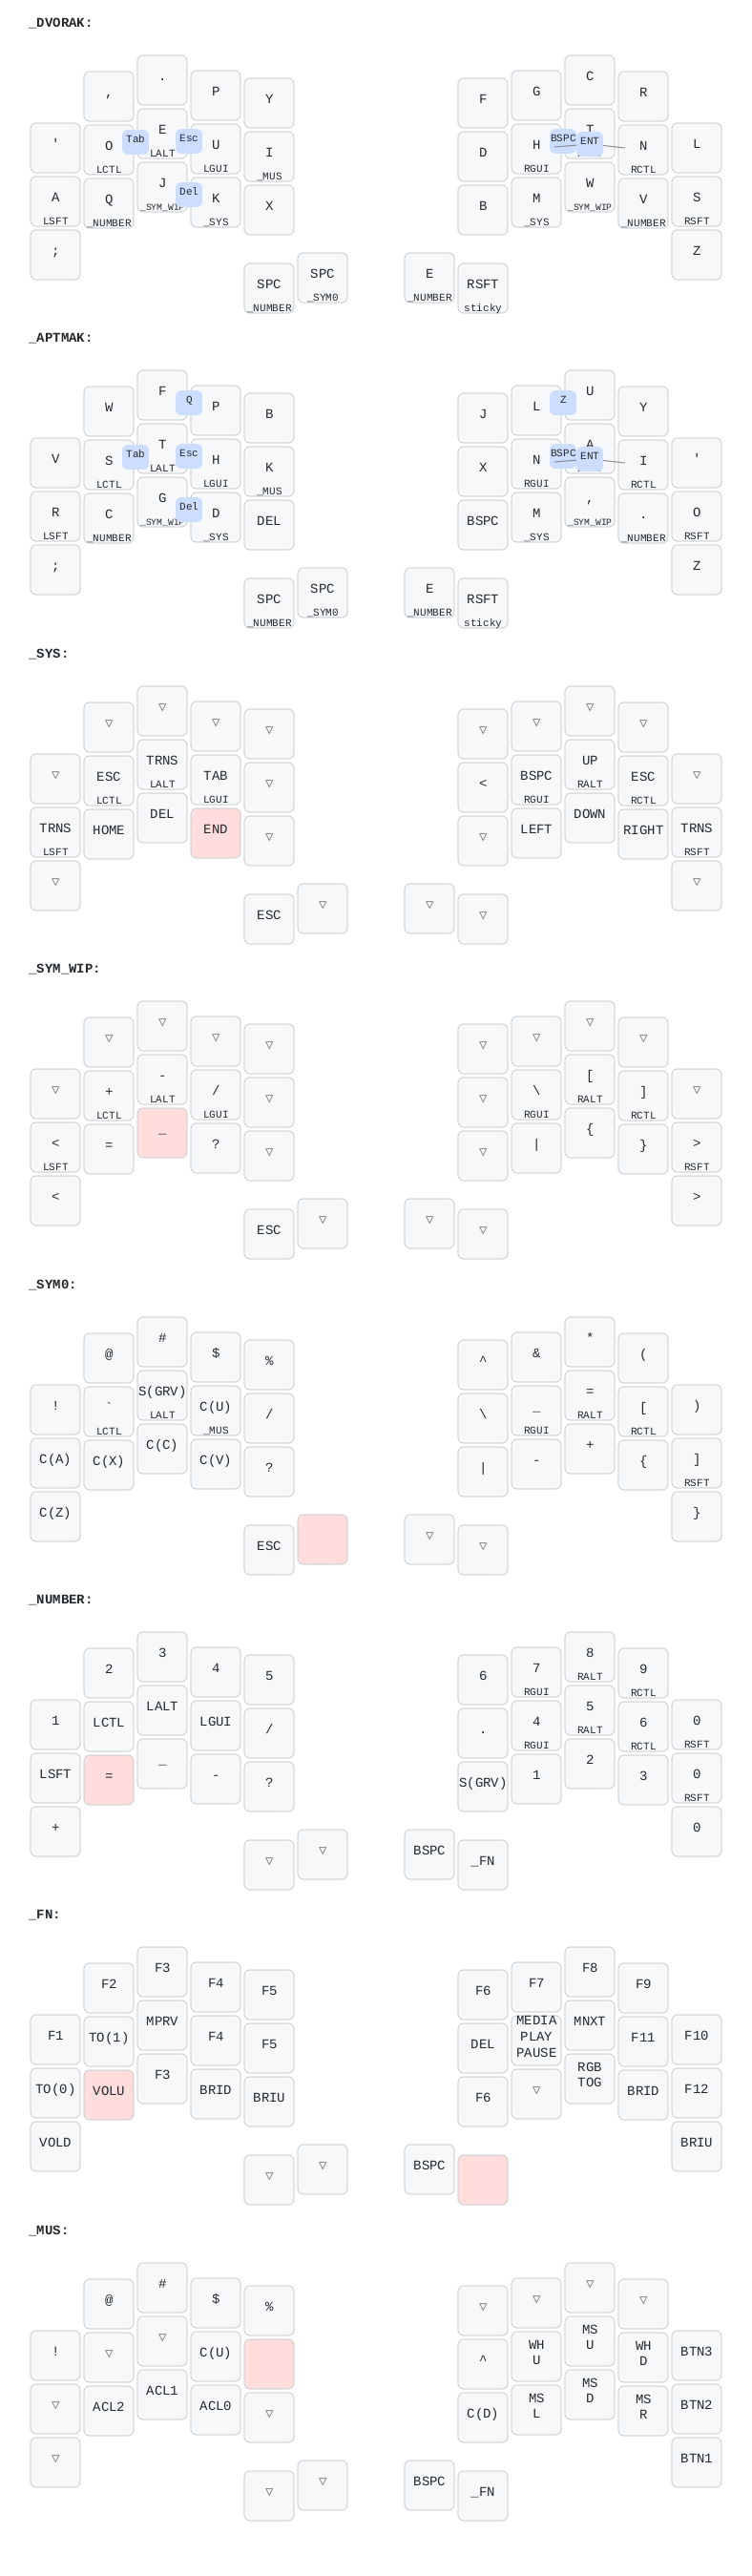 _DVORAK:
. C
, P G R
Y F
Tab E Esc BSPC ENT T
' O U H N L
LCTL LALT LGUI I D RGUI RCTL
_MUS
J Del W
A Q K M V S
LSFT _NUMBER _SYM_WIP _SYS X B _SYS _SYM_WIP _NUMBER RSFT
; Z
SPC SPC E RSFT
_NUMBER _SYM0 _NUMBER sticky
_APTMAK:
F U
W Q P L Z Y
B J
Tab T Esc BSPC ENT A
V S H N I '
LCTL LALT LGUI K X RGUI RCTL
_MUS
G Del ,
R C D M . O
LSFT _NUMBER _SYM_WIP _SYS DEL BSPC _SYS _SYM_WIP _NUMBER RSFT
; Z
SPC SPC E RSFT
_NUMBER _SYM0 _NUMBER sticky
_SYS:
▽ ▽
▽ ▽ ▽ ▽
▽ ▽
TRNS UP
▽ ESC TAB BSPC ESC ▽
LCTL LALT LGUI ▽ < RGUI RALT RCTL
DEL DOWN
TRNS HOME END LEFT RIGHT TRNS
LSFT ▽ ▽ RSFT
▽ ▽
ESC ▽ ▽ ▽
_SYM_WIP:
▽ ▽
▽ ▽ ▽ ▽
▽ ▽
- [
▽ + / \ ] ▽
LCTL LALT LGUI ▽ ▽ RGUI RALT RCTL
_ {
< = ? | } >
LSFT ▽ ▽ RSFT
< >
ESC ▽ ▽ ▽
_SYM0:
# *
@ $ & (
% ^
S(GRV) =
! ` C(U) _ [ )
LCTL LALT _MUS / \ RGUI RALT RCTL
C(C) +
C(A) C(X) C(V) - { ]
? | RSFT
C(Z) }
ESC ▽ ▽
_NUMBER:
3 8
2 4 7 RALT 9
5 6 RGUI RCTL
LALT 5
1 LCTL LGUI 4 RALT 6 0
/ . RGUI RCTL RSFT
_ 2
LSFT = - 1 3 0
? S(GRV) RSFT
+ 0
▽ ▽ BSPC _FN
_FN:
F3 F8
F2 F4 F7 F9
F5 F6
MPRV MNXT
F1 TO(1) F4 MEDIA F11 F10
F5 DEL PLAY
PAUSE
F3 RGB
TO(0) VOLU BRID ▽ TOG BRID F12
BRIU F6
VOLD BRIU
▽ ▽ BSPC
_MUS:
# ▽
@ $ ▽ ▽
% ▽
▽ MS
U
! ▽ C(U) WH WH BTN3
^ U D
ACL1 MS
D
▽ ACL2 ACL0 MS MS BTN2
▽ C(D) L R
▽ BTN1
▽ ▽ BSPC _FN